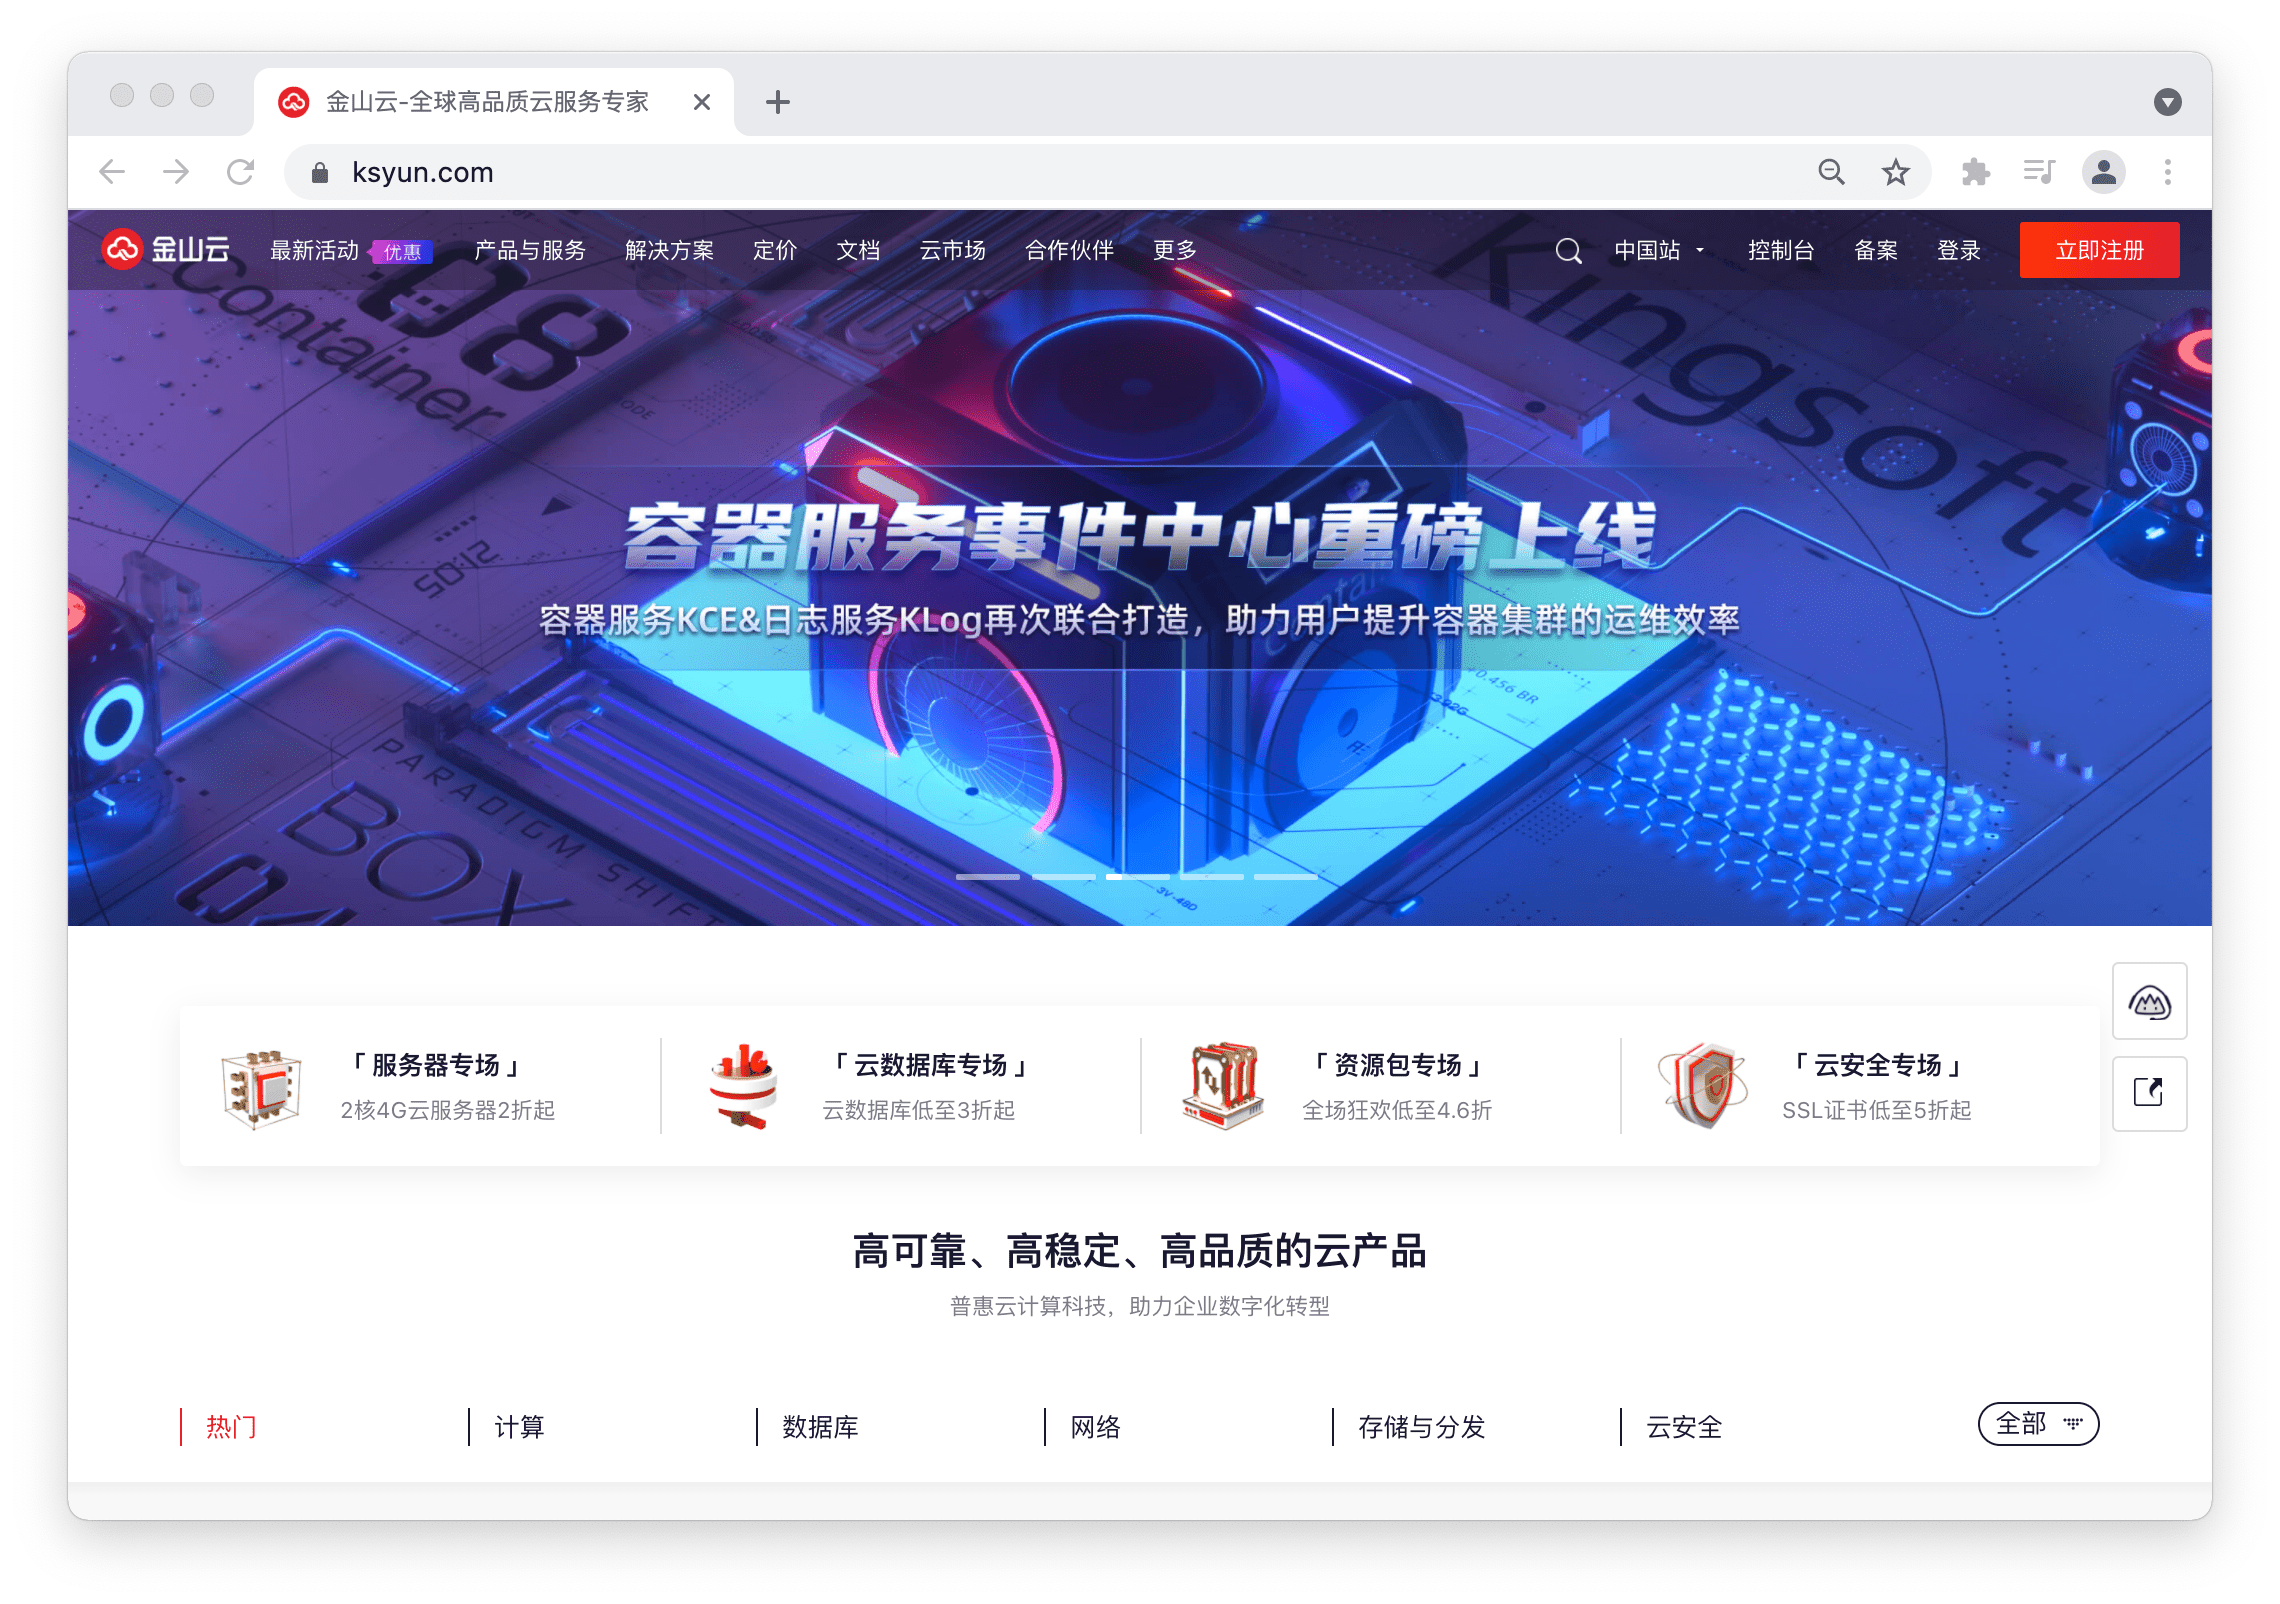 金山云-全球高品质云服务专家
ksyun.com
金山云 最新活动 优惠 产品与服务 解决方案 定价 文档 云市场 合作伙伴 更多 中国站 控制台 备案 登录 立即注册
08
Container
Kingsoft
容器服务事件中心重磅上线
容器服务KCE&日志服务KLog再次联合打造，助力用户提升容器集群的运维效率
PARADIGM SHIFT
BOX
04
「 服务器专场 」
2核4G云服务器2折起
「 云数据库专场 」
云数据库低至3折起
「 资源包专场 」
全场狂欢低至4.6折
「 云安全专场 」
SSL证书低至5折起
高可靠、高稳定、高品质的云产品
普惠云计算科技，助力企业数字化转型
热门 计算 数据库 网络 存储与分发 云安全 全部